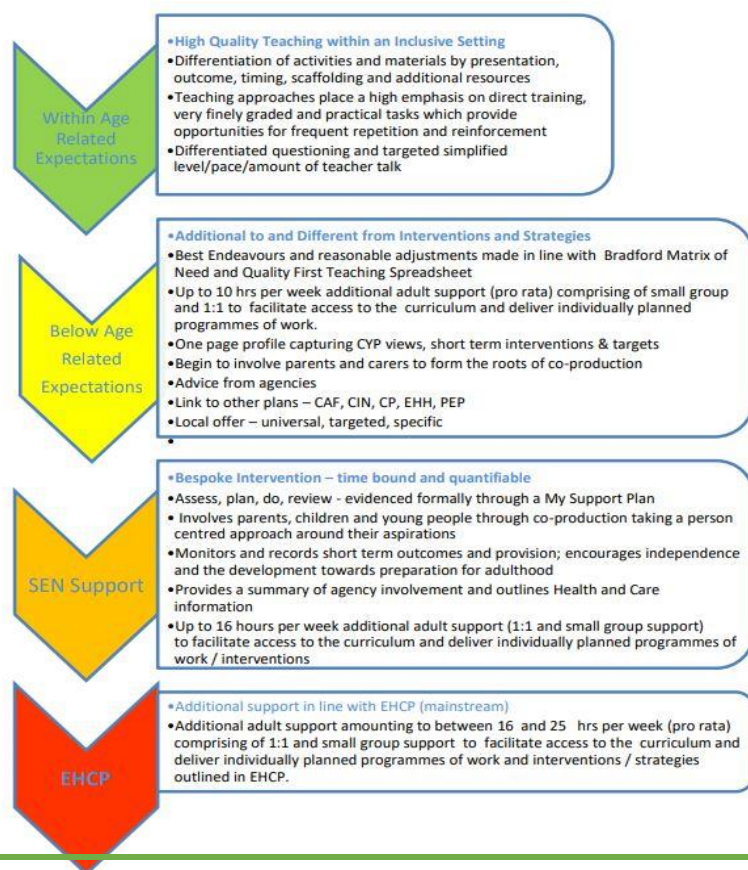 Within Age
Related
Expectations
•High Quality Teaching within an Inclusive Setting
•Differentiation of activities and materials by presentation,
outcome, timing, scaffolding and additional resources
•Teaching approaches place a high emphasis on direct training,
very finely graded and practical tasks which provide
opportunities for frequent repetition and reinforcement
•Differentiated questioning and targeted simplified
level/pace/amount of teacher talk
Below Age
Related
Expectations
•Additional to and Different from Interventions and Strategies
•Best Endeavours and reasonable adjustments made in line with Bradford Matrix of
Need and Quality First Teaching Spreadsheet
•Up to 10 hrs per week additional adult support (pro rata) comprising of small group
and 1:1 to facilitate access to the curriculum and deliver individually planned
programmes of work.
•One page profile capturing CYP views, short term interventions & targets
•Begin to involve parents and carers to form the roots of co-production
•Advice from agencies
•Link to other plans – CAF, CIN, CP, EHH, PEP
•Local offer – universal, targeted, specific
•
SEN Support
•Bespoke Intervention – time bound and quantifiable
•Assess, plan, do, review - evidenced formally through a My Support Plan
• Involves parents, children and young people through co-production taking a person
centred approach around their aspirations
•Monitors and records short term outcomes and provision; encourages independence
and the development towards preparation for adulthood
•Provides a summary of agency involvement and outlines Health and Care
information
•Up to 16 hours per week additional adult support (1:1 and small group support)
to facilitate access to the curriculum and deliver individually planned programmes of
work / interventions
EHCP
•Additional support in line with EHCP (mainstream)
•Additional adult support amounting to between 16 and 25 hrs per week (pro rata)
comprising of 1:1 and small group support to facilitate access to the curriculum and
deliver individually planned programmes of work and interventions / strategies
outlined in EHCP.